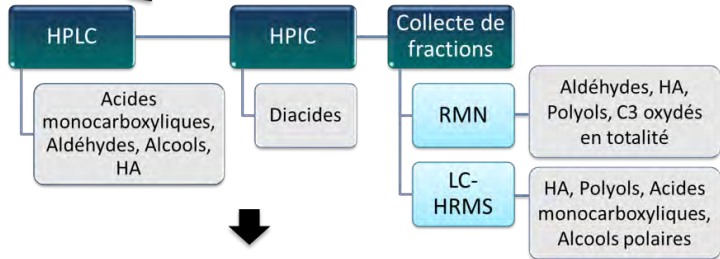 HPLC
HPIC
Collecte de
fractions
Acides
monocarboxyliques,
Aldéhydes, Alcools,
HA
Diacides
RMN
Aldéhydes, HA,
Polyols, C3 oxydés
en totalité
LC-
HRMS
HA, Polyols, Acides
monocarboxyliques,
Alcools polaires